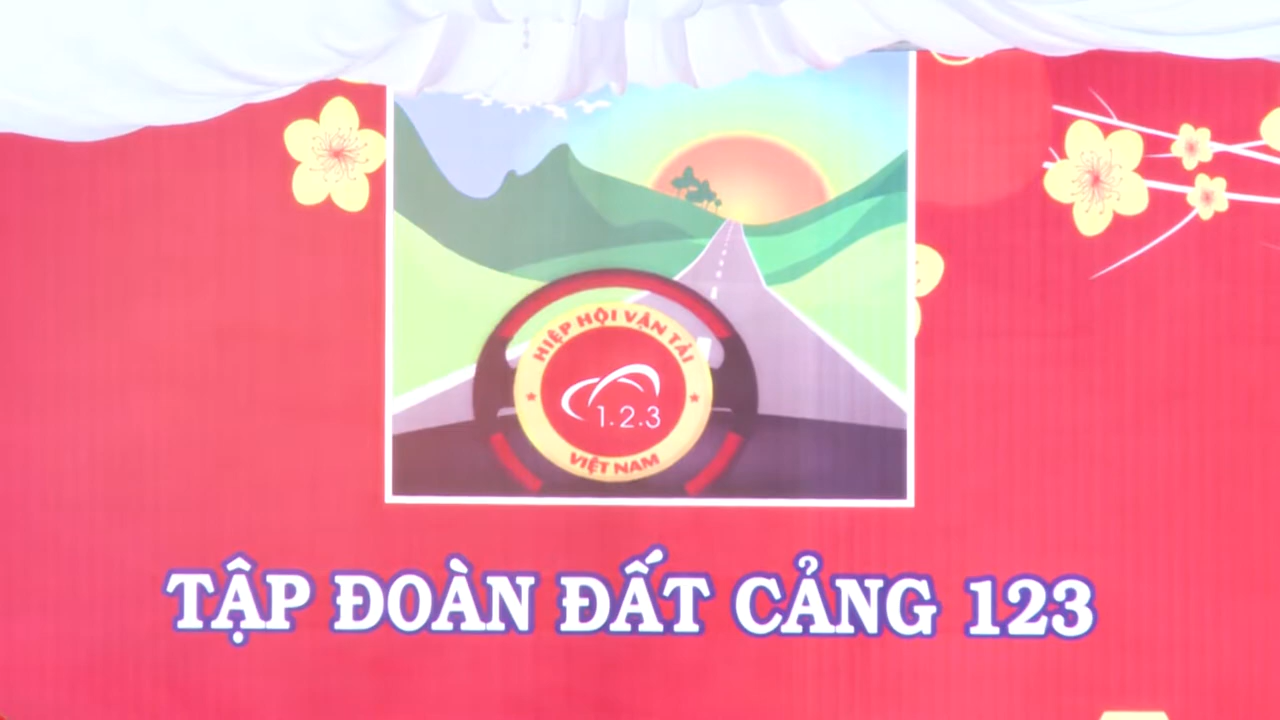 HIỆP HỘI VẬN TẢI
1.2.3
VIỆT NAM
TẬP ĐOÀN ĐẤT CẢNG 123